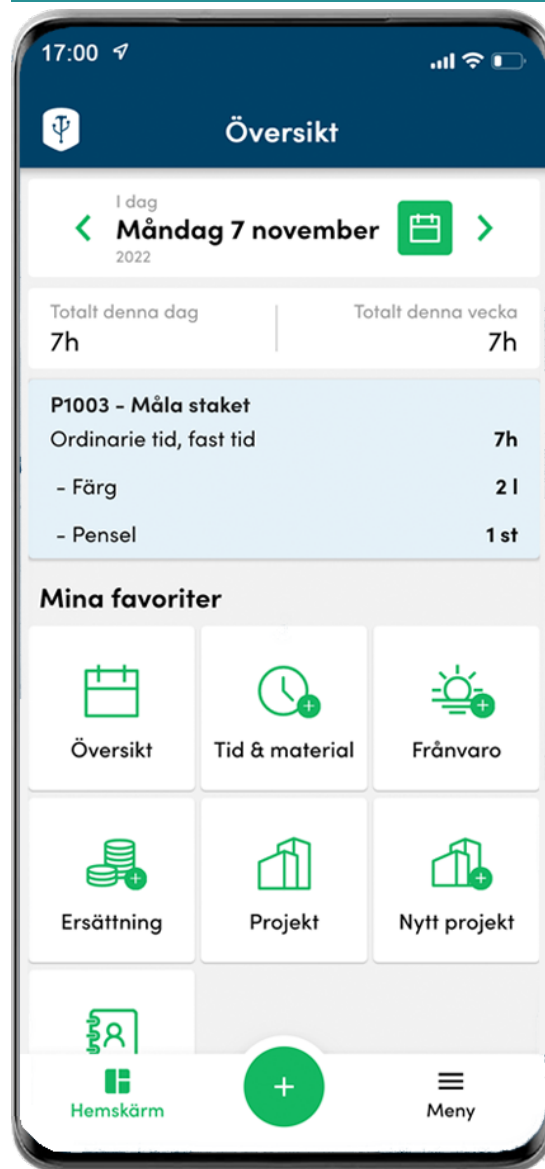 17:00
Översikt
I dag
Måndag 7 november
2022
Totalt denna dag
Totalt denna vecka
7h
7h
P1003 - Måla staket
Ordinarie tid, fast tid
7h
- Färg
2 l
- Pensel
1 st
Mina favoriter
Översikt
Tid & material
Frånvaro
Ersättning
Projekt
Nytt projekt
Hemskärm
Meny